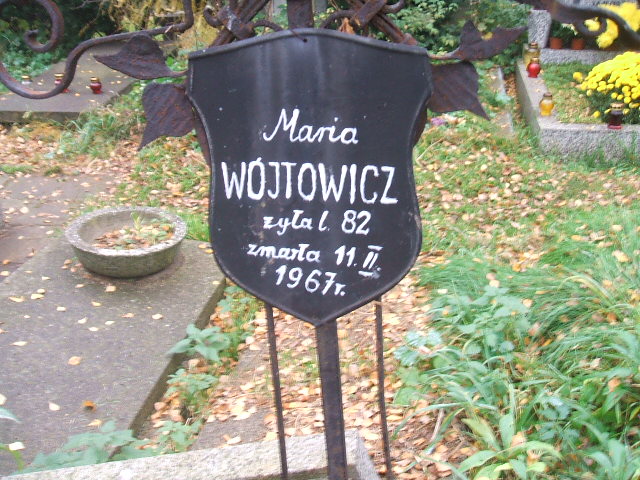 Maria
WÓJTOWICZ
żyła l. 82
zmarła 11.II
1967r.